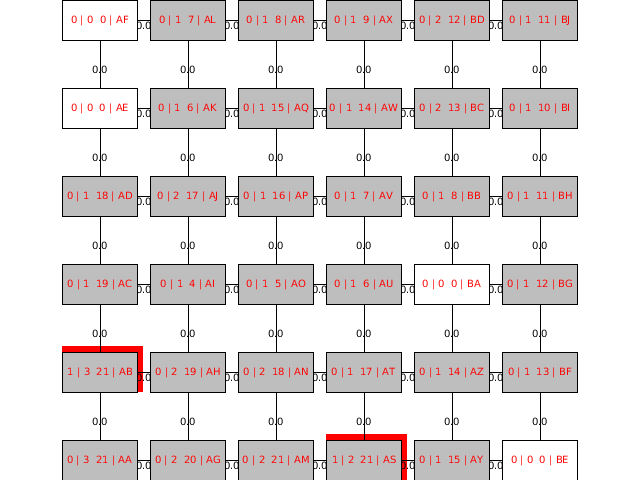 0 | 0 0 | AF 0.0 0 | 1 7 | AL 0.0 0 | 1 8 | AR 0.0 0 | 1 9 | AX 0.0 0 | 2 12 | BD 0.0 0 | 1 11 | BJ
0.0 0.0 0.0 0.0 0.0 0.0
0 | 0 0 | AE 0.0 0 | 1 6 | AK 0.0 0 | 1 15 | AQ 0.0 0 | 1 14 | AW 0.0 0 | 2 13 | BC 0.0 0 | 1 10 | BI
0.0 0.0 0.0 0.0 0.0 0.0
0 | 1 18 | AD 0.0 0 | 2 17 | AJ 0.0 0 | 1 16 | AP 0.0 0 | 1 7 | AV 0.0 0 | 1 8 | BB 0.0 0 | 1 11 | BH
0.0 0.0 0.0 0.0 0.0 0.0
0 | 1 19 | AC 0.0 0 | 1 4 | AI 0.0 0 | 1 5 | AO 0.0 0 | 1 6 | AU 0.0 0 | 0 0 | BA 0.0 0 | 1 12 | BG
0.0 0.0 0.0 0.0 0.0 0.0
1 | 3 21 | AB 0.0 0 | 2 19 | AH 0.0 0 | 2 18 | AN 0.0 0 | 1 17 | AT 0.0 0 | 1 14 | AZ 0.0 0 | 1 13 | BF
0.0 0.0 0.0 0.0 0.0 0.0
0 | 3 21 | AA 0.0 0 | 2 20 | AG 0.0 0 | 2 21 | AM 0.0 1 | 2 21 | AS 0.0 0 | 1 15 | AY 0.0 0 | 0 0 | BE